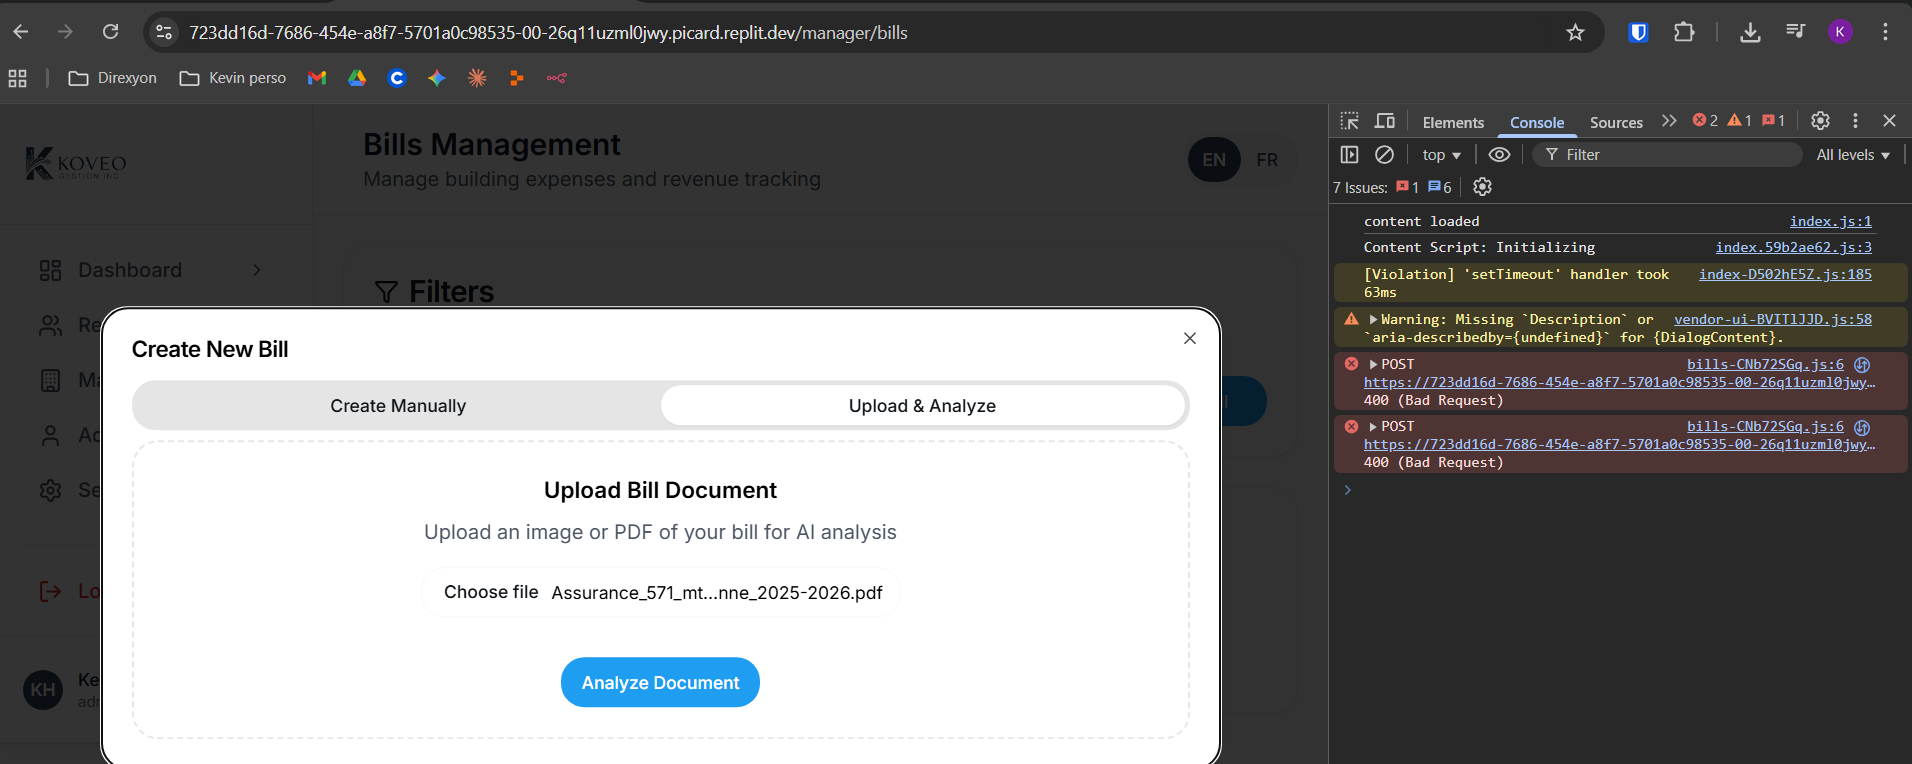 723dd16d-7686-454e-a8f7-5701a0c98535-00-26q11uzml0jwy.picard.replit.dev/manager/bills
K
Direxyon
Kevin perso
KOVEO
GESTION INC
Bills Management
Manage building expenses and revenue tracking
EN FR
Dashboard
Re
Ma
Ad
Se
Lo
KH
Ke
adm
Filters
Create New Bill
Create Manually
Upload & Analyze
Upload Bill Document
Upload an image or PDF of your bill for AI analysis
Choose file Assurance_571_mt...nne_2025-2026.pdf
Analyze Document
Elements Console Sources 2 1 1
top Filter All levels
7 Issues: 1 6
content loaded index.js:1
Content Script: Initializing index.59b2ae62.js:3
[Violation] 'setTimeout' handler took index-D502hE5Z.js:185
63ms
Warning: Missing `Description` or vendor-ui-BVITlJJD.js:58
`aria-describedby={undefined}` for {DialogContent}.
POST bills-CNb72SGq.js:6
https://723dd16d-7686-454e-a8f7-5701a0c98535-00-26q11uzml0jwy…
400 (Bad Request)
POST bills-CNb72SGq.js:6
https://723dd16d-7686-454e-a8f7-5701a0c98535-00-26q11uzml0jwy…
400 (Bad Request)